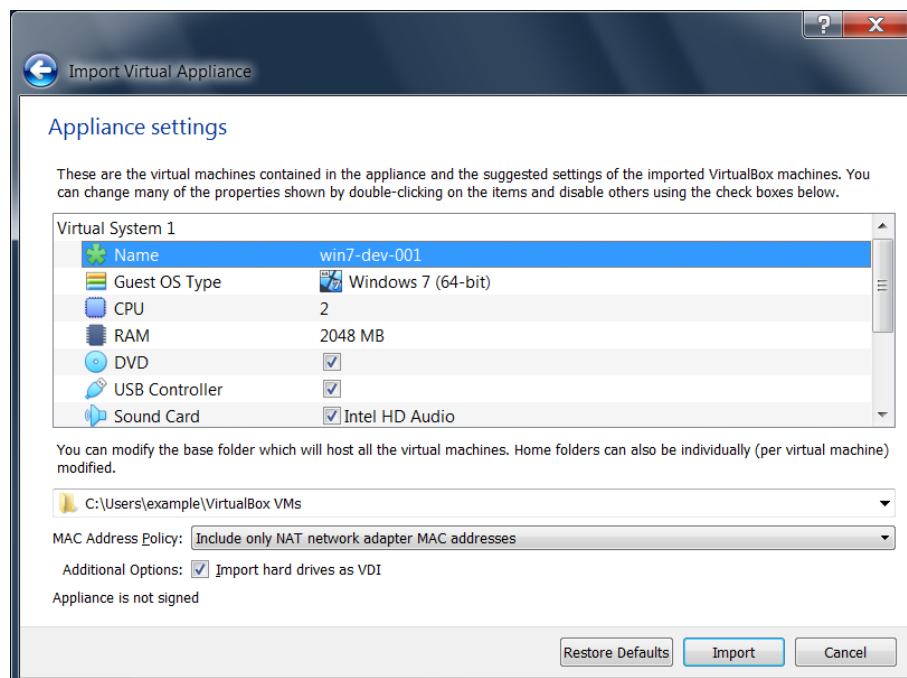 Import Virtual Appliance
Appliance settings
These are the virtual machines contained in the appliance and the suggested settings of the imported VirtualBox machines. You
can change many of the properties shown by double-clicking on the items and disable others using the check boxes below.
Virtual System 1
Name win7-dev-001
Guest OS Type Windows 7 (64-bit)
CPU 2
RAM 2048 MB
DVD
USB Controller
Sound Card Intel HD Audio
You can modify the base folder which will host all the virtual machines. Home folders can also be individually (per virtual machine)
modified.
C:\Users\example\VirtualBox VMs
MAC Address Policy: Include only NAT network adapter MAC addresses
Additional Options: Import hard drives as VDI
Appliance is not signed
Restore Defaults Import Cancel